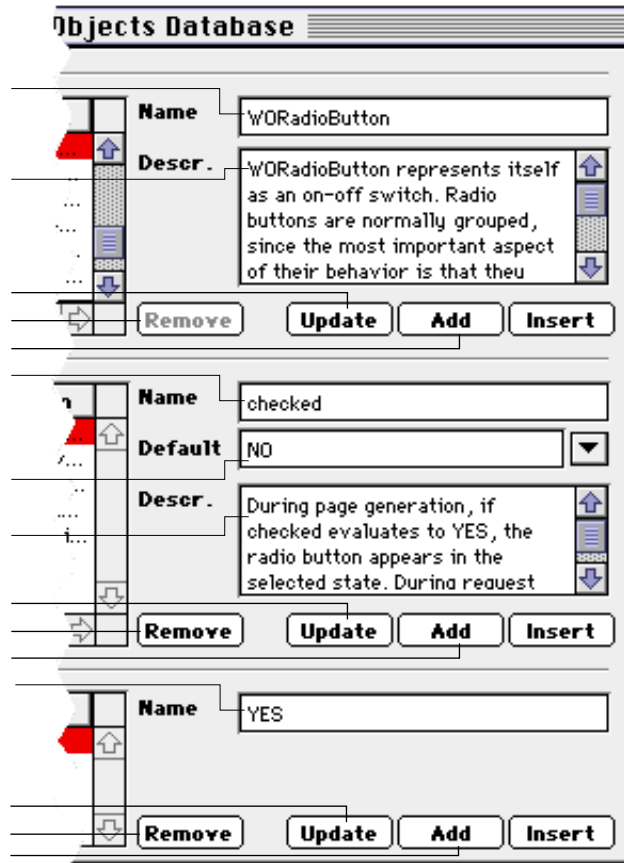 Objects Database
Name
WORadioButton
Descr.
WORadioButton represents itself
as an on-off switch. Radio
buttons are normally grouped,
since the most important aspect
of their behavior is that they
Remove Update Add Insert
Name
checked
Default
NO
Descr.
During page generation, if
checked evaluates to YES, the
radio button appears in the
selected state. During request
Remove Update Add Insert
Name
YES
Remove Update Add Insert